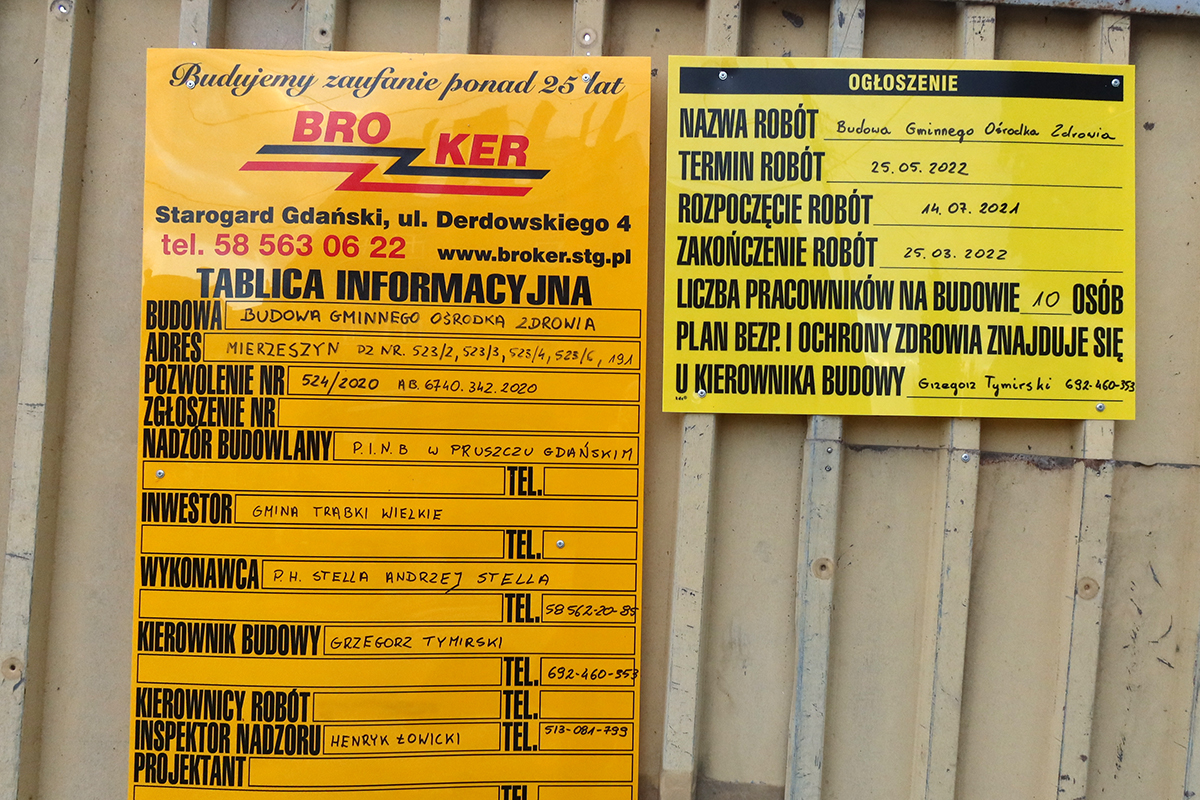 Budujemy zaufanie ponad 25 lat
BROKER
Starogard Gdański, ul. Derdowskiego 4
tel. 58 563 06 22 www.broker.stg.pl
TABLICA INFORMACYJNA
BUDOWA BUDOWA GMINNEGO OŚRODKA ZDROWIA
ADRES MIERZESZYN DZ NR. 523/2, 523/3, 523/4, 523/6, 191
POZWOLENIE NR 524/2020 AB.6740.342.2020
ZGŁOSZENIE NR
NADZÓR BUDOWLANY P.I.N.B W PRUSZCZU GDAŃSKIM
TEL.
INWESTOR GMINA TRĄBKI WIELKIE
TEL.
WYKONAWCA P.H. STELLA ANDRZEJ STELLA
TEL. 58 562-20-85
KIEROWNIK BUDOWY GRZEGORZ TYMIRSKI
TEL. 692-460-353
KIEROWNICY ROBÓT TEL.
INSPEKTOR NADZORU HENRYK ŁOWICKI TEL. 513-081-799
PROJEKTANT
TEL.
OGŁOSZENIE
NAZWA ROBÓT Budowa Gminnego Ośrodka Zdrowia
TERMIN ROBÓT 25.05.2022
ROZPOCZĘCIE ROBÓT 14.07.2021
ZAKOŃCZENIE ROBÓT 25.03.2022
LICZBA PRACOWNIKÓW NA BUDOWIE 10 OSÓB
PLAN BEZP. I OCHRONY ZDROWIA ZNAJDUJE SIĘ
U KIEROWNIKA BUDOWY Grzegorz Tymirski 692-460-353